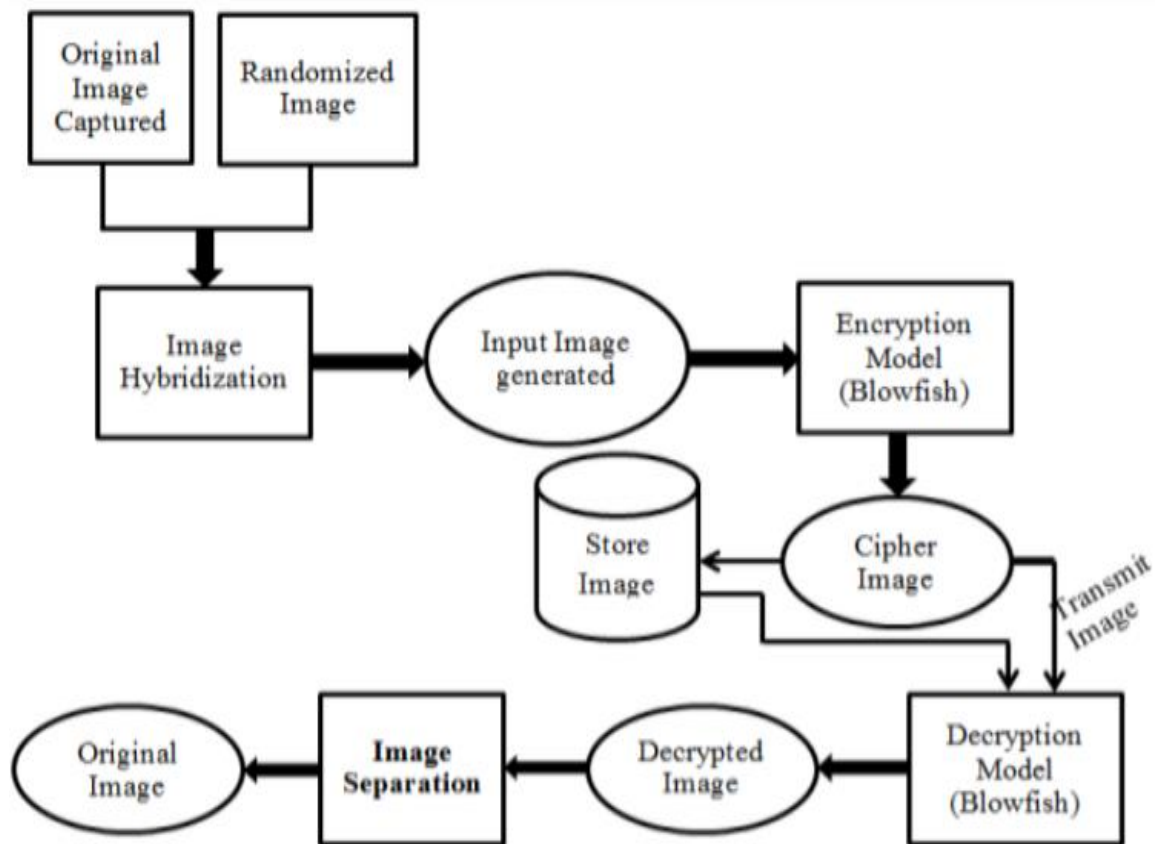 Original
Image
Captured
Randomized
Image
Image
Hybridization
Input Image
generated
Encryption
Model
(Blowfish)
Store
Image
Cipher
Image
Transmit
Image
Original
Image
Image
Separation
Decrypted
Image
Decryption
Model
(Blowfish)